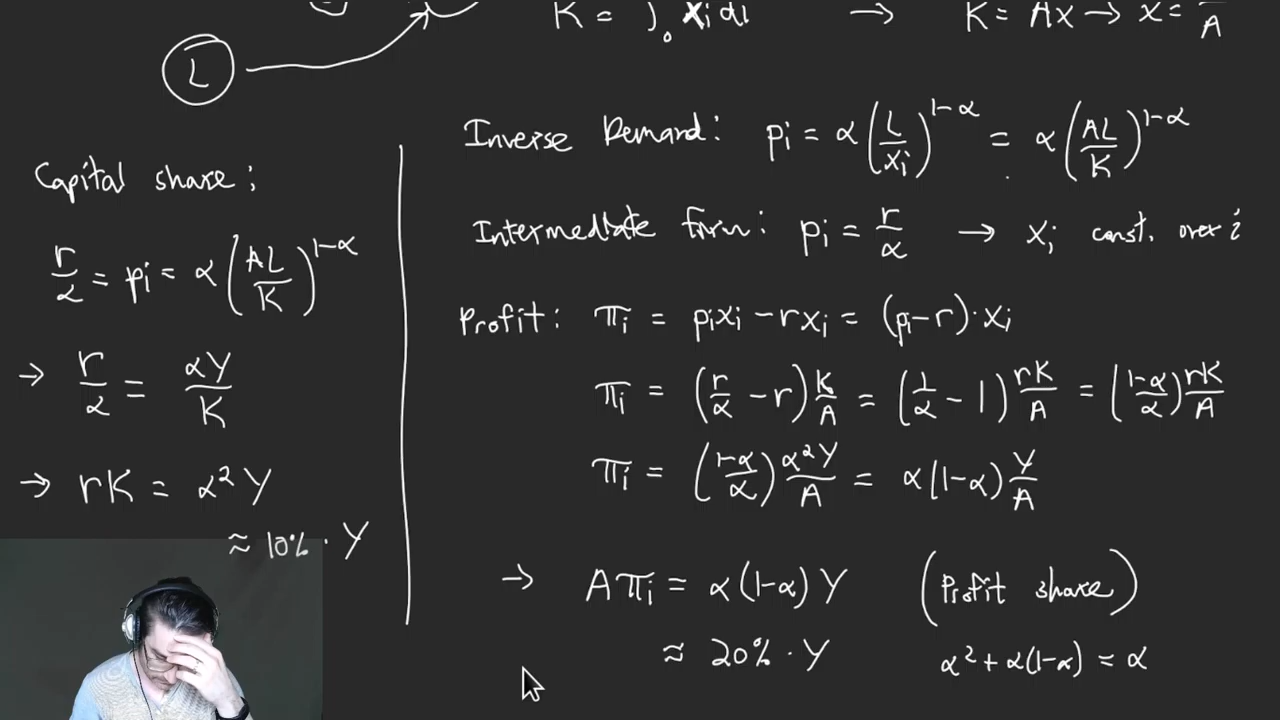 K = ∫₀ xᵢ di → K = Ax → x = —/A
L
Capital share:
r/α = pᵢ = α(AL/K)^(1-α)
→ r/α = αY/K
→ rK = α²Y
≈ 10% · Y
Inverse Demand: pᵢ = α(L/xᵢ)^(1-α) = α(AL/K)^(1-α)
Intermediate firm: pᵢ = r/α → xᵢ const. over i
Profit: πᵢ = pᵢxᵢ - rxᵢ = (pᵢ-r)·xᵢ
πᵢ = (r/α - r)K/A = (1/α - 1)rK/A = ((1-α)/α)rK/A
πᵢ = ((1-α)/α)α²Y/A = α(1-α)Y/A
→ Aπᵢ = α(1-α)Y (Profit share)
≈ 20% · Y α² + α(1-α) = α